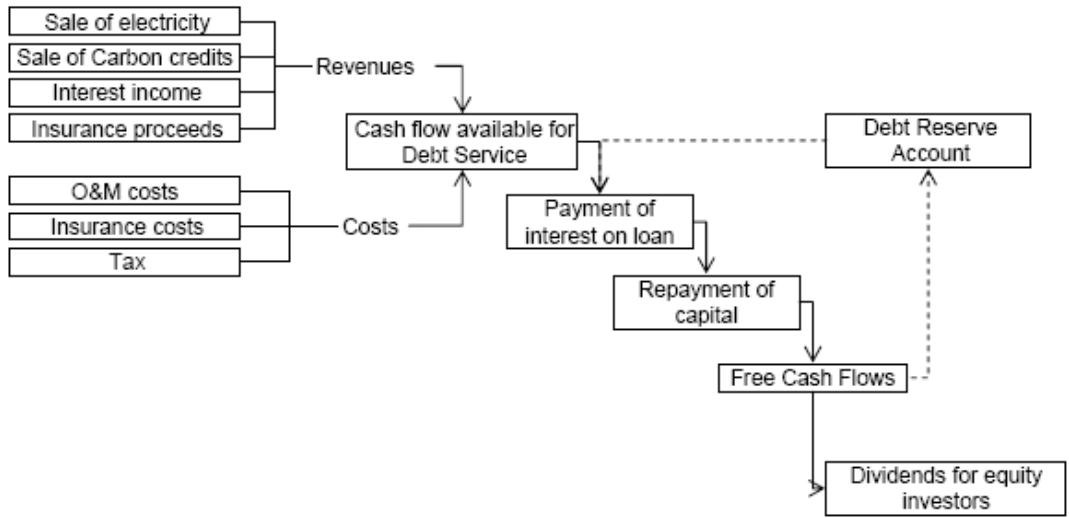 Sale of electricity
Sale of Carbon credits
Interest income
Insurance proceeds
Revenues
O&M costs
Insurance costs
Tax
Costs
Cash flow available for
Debt Service
Debt Reserve
Account
Payment of
interest on loan
Repayment of
capital
Free Cash Flows
Dividends for equity
investors